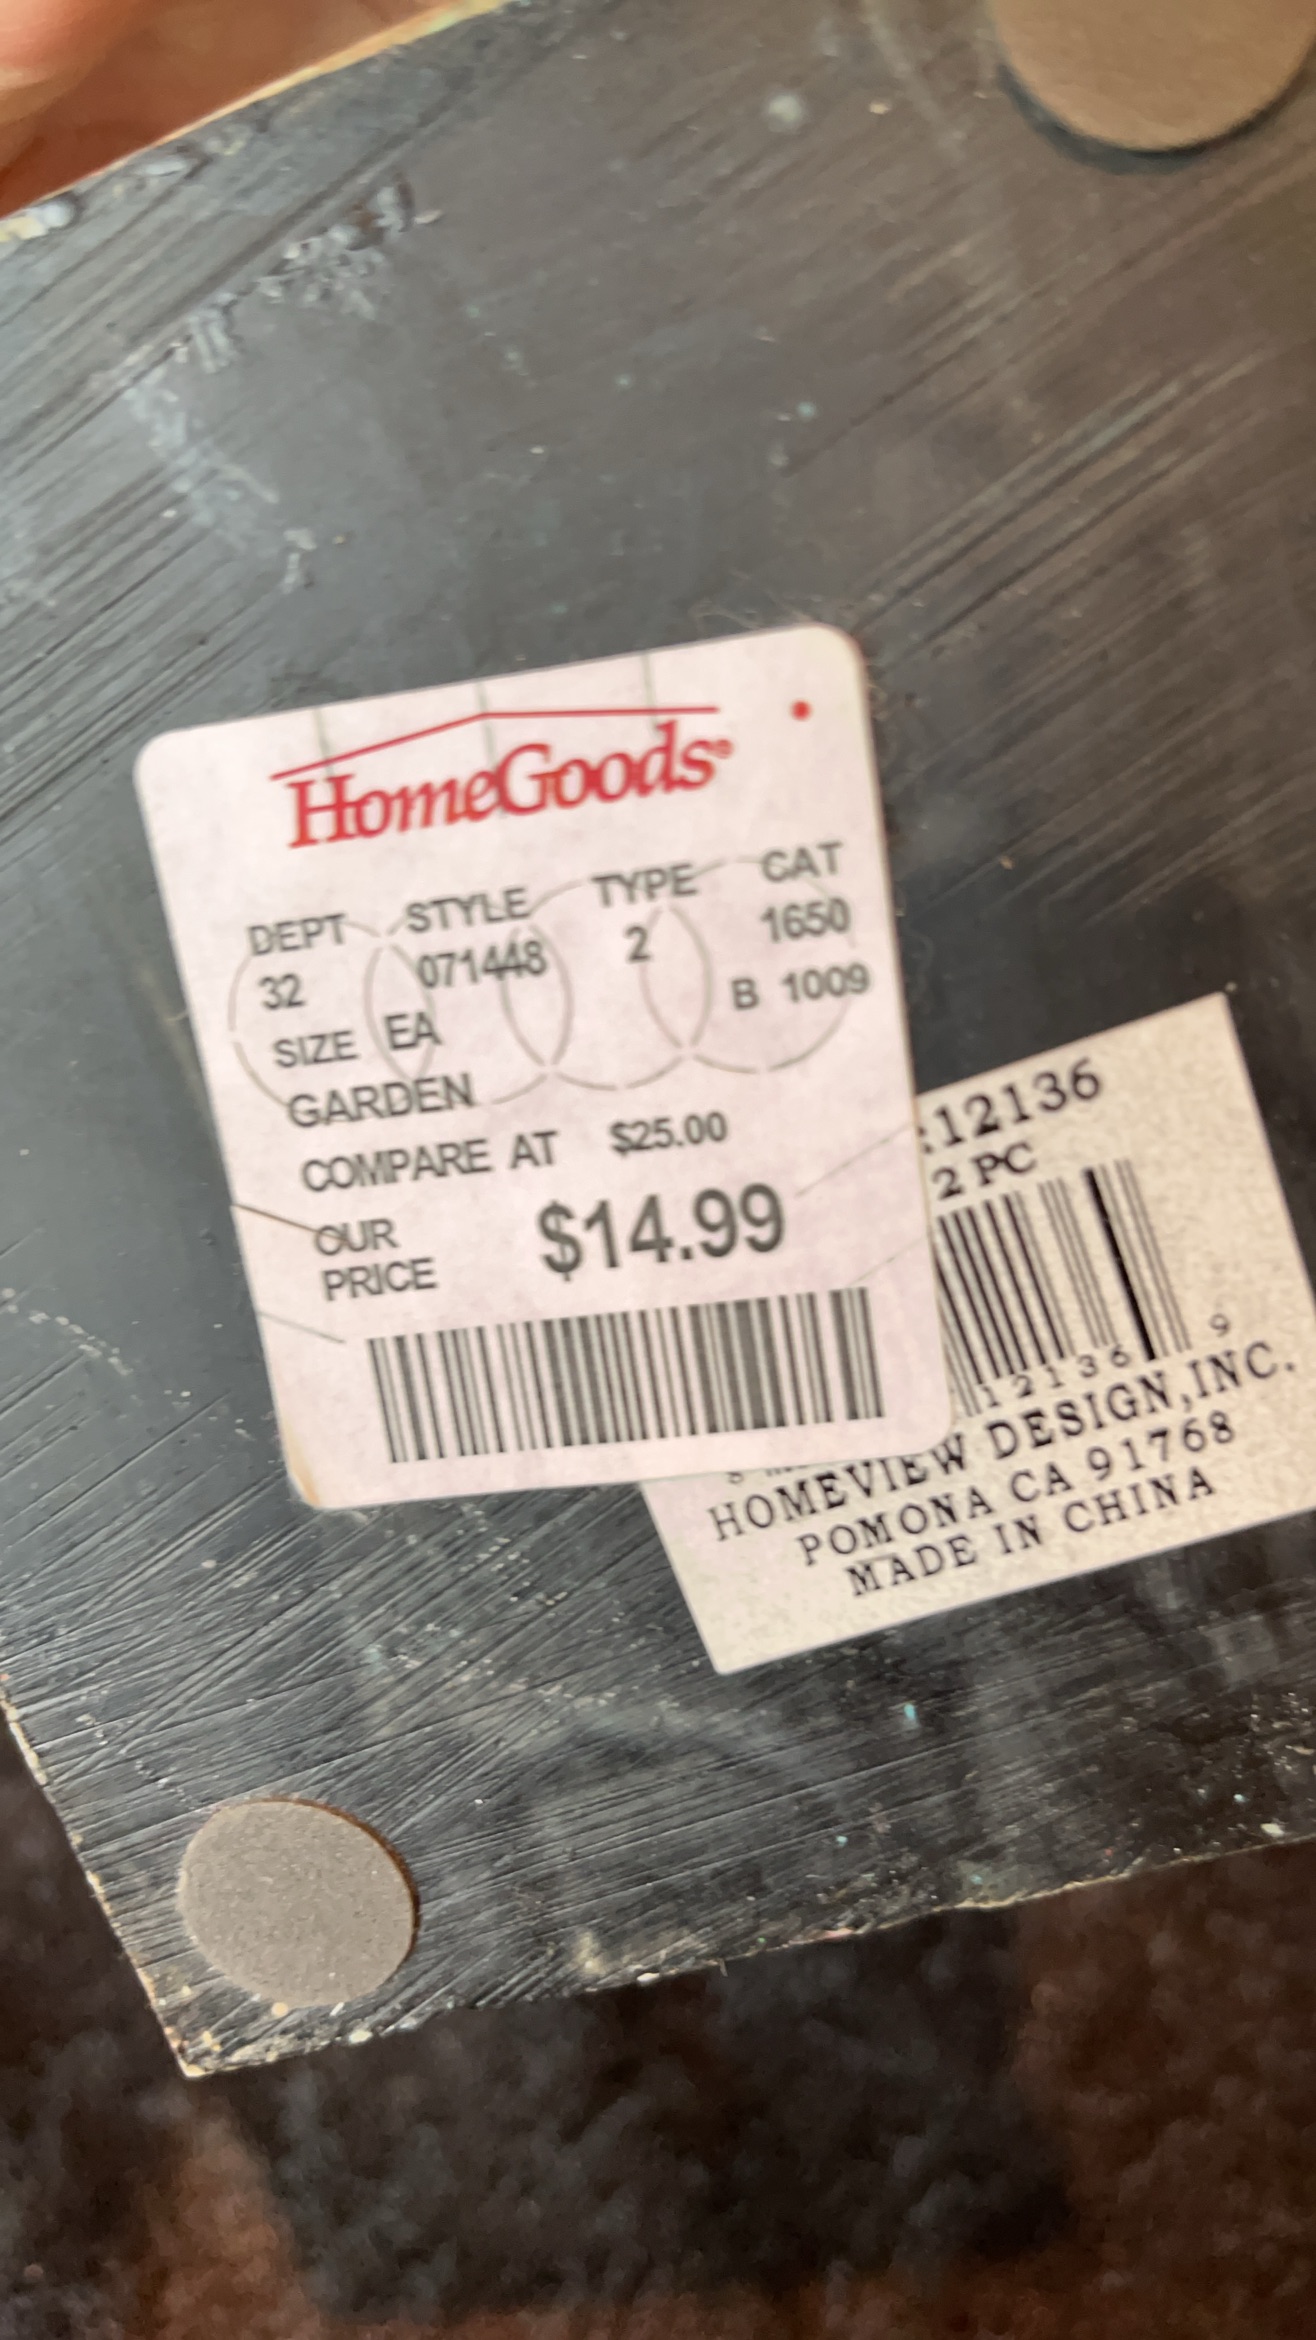 HomeGoods®
DEPT STYLE TYPE CAT
32 071448 2 1650
SIZE EA B 1009
GARDEN
COMPARE AT $25.00
OUR
PRICE $14.99
:12136
2 PC
12136 9
HOMEVIEW DESIGN,INC.
POMONA CA 91768
MADE IN CHINA